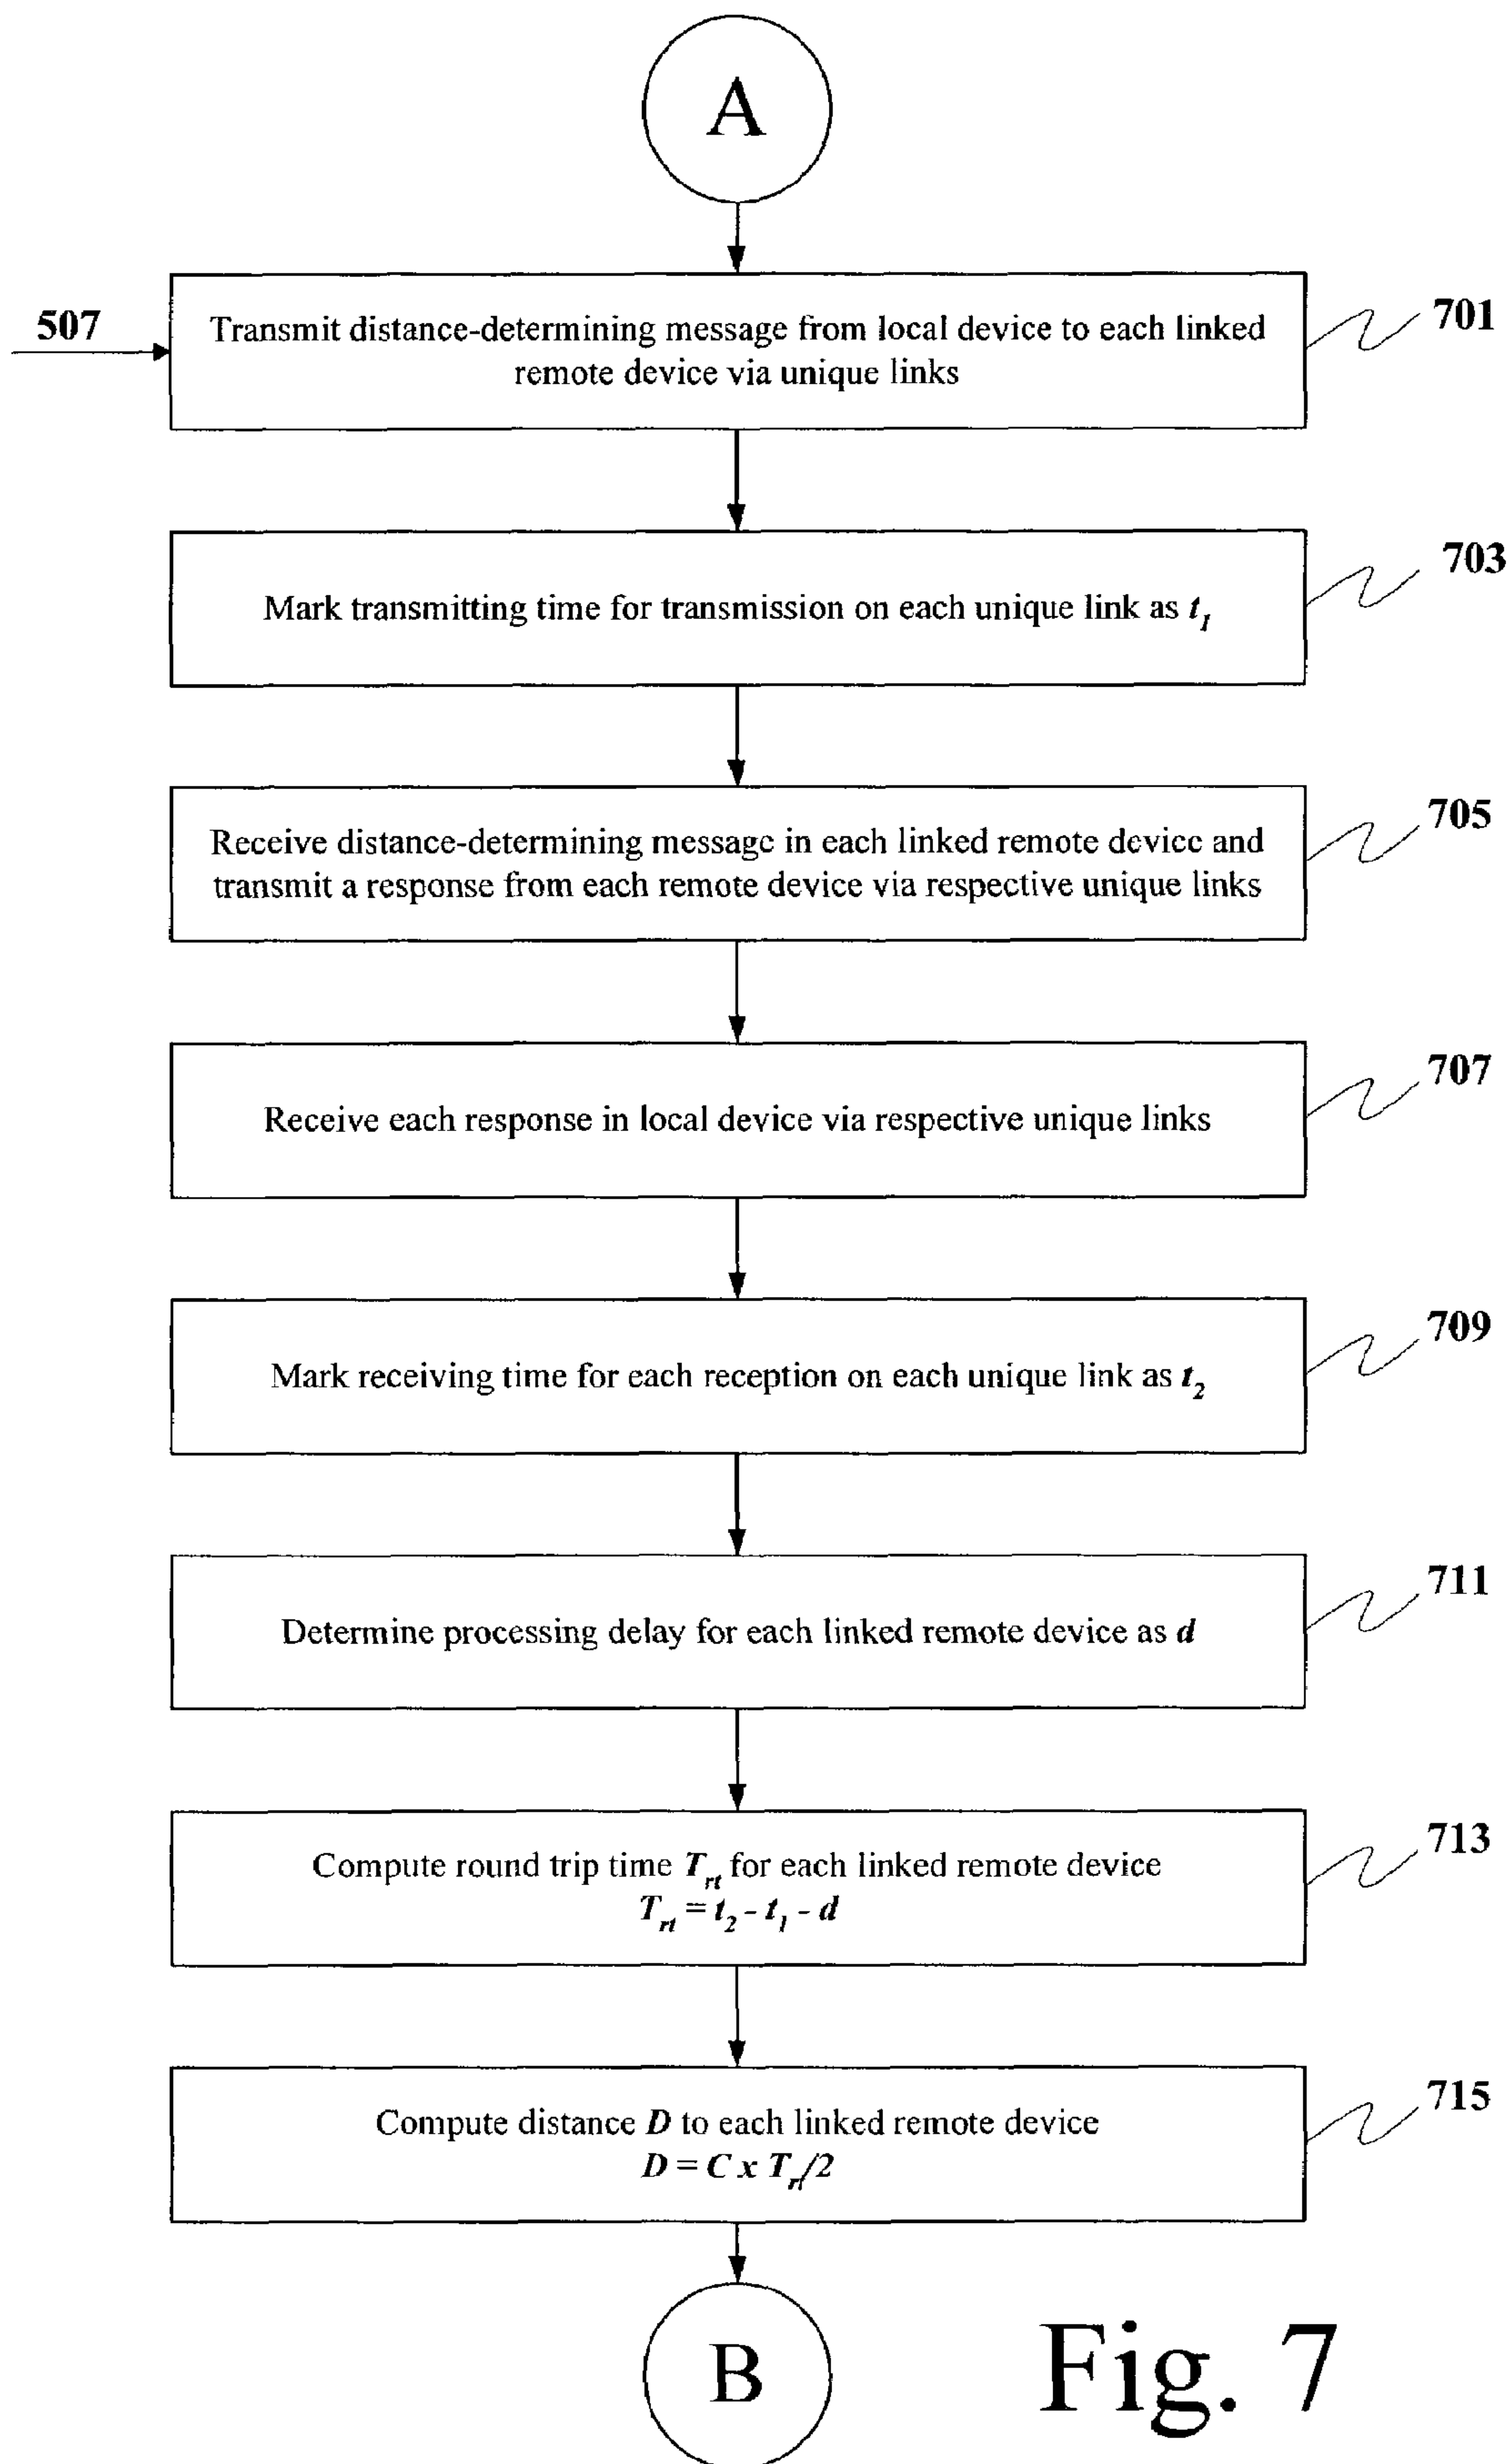 A
507
Transmit distance-determining message from local device to each linked
remote device via unique links
701
Mark transmitting time for transmission on each unique link as t₁
703
Receive distance-determining message in each linked remote device and
transmit a response from each remote device via respective unique links
705
Receive each response in local device via respective unique links
707
Mark receiving time for each reception on each unique link as t₂
709
Determine processing delay for each linked remote device as d
711
Compute round trip time T_rt for each linked remote device
T_rt = t₂ - t₁ - d
713
Compute distance D to each linked remote device
D = C x T_rt/2
715
B
Fig. 7